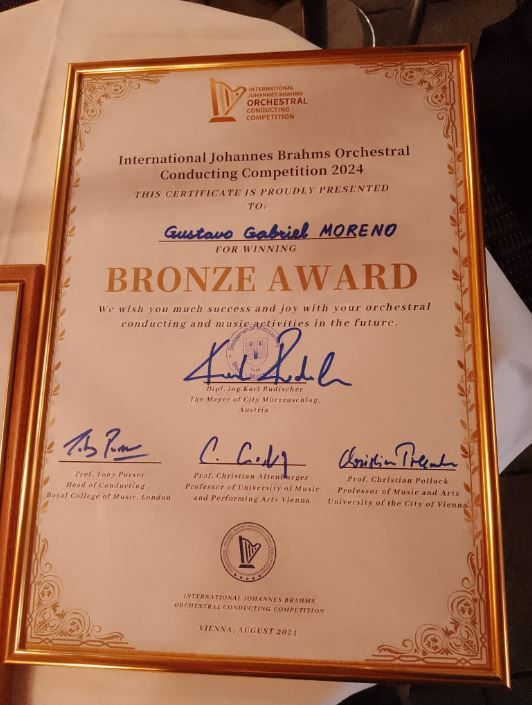 INTERNATIONAL
JOHANNES BRAHMS
ORCHESTRAL
CONDUCTING
COMPETITION
International Johannes Brahms Orchestral
Conducting Competition 2024
THIS CERTIFICATE IS PROUDLY PRESENTED
TO:
Gustavo Gabriel MORENO
FOR WINNING
BRONZE AWARD
We wish you much success and joy with your orchestral
conducting and music activities in the future.
Dipl. ing.Karl Rudischer
The Mayor of City Mürzzuschlag,
Austria
Prof. Toby Purser
Head of Conducting,
Royal College of Music, London
Prof. Christian Altenburger
Professor of University of Music
and Performing Arts Vienna
Prof. Christian Pollack
Professor of Music and Arts
University of the City of Vienna
INTERNATIONAL JOHANNES BRAHMS
ORCHESTRAL CONDUCTING COMPETITION
VIENNA, AUGUST 2024